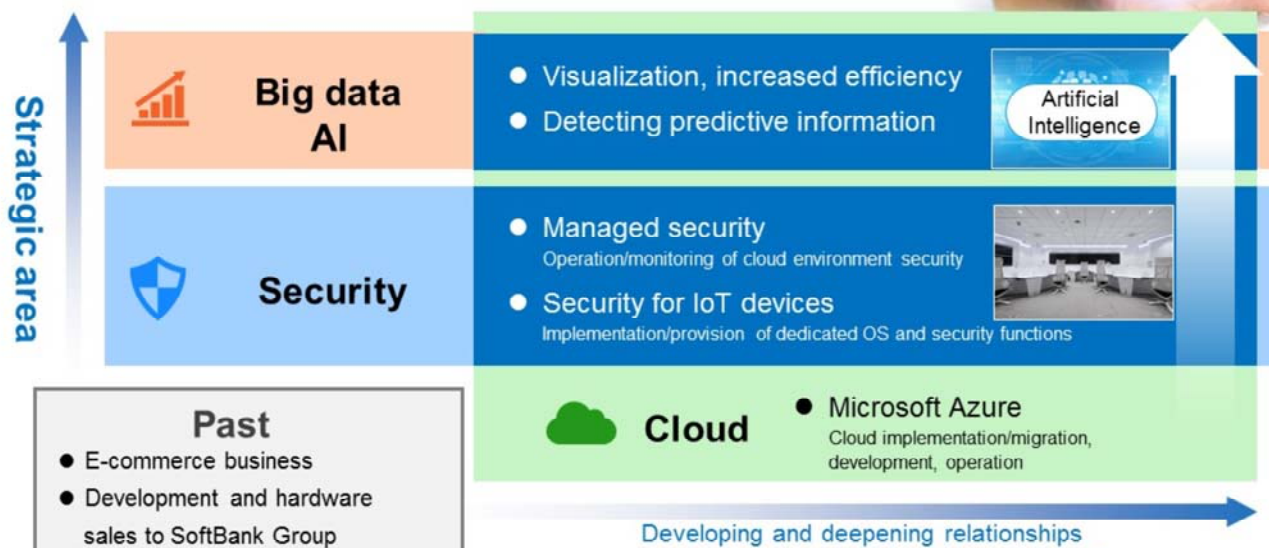 Strategic area
Big data
AI
Visualization, increased efficiency
Detecting predictive information
Artificial
Intelligence
Security
Managed security
Operation/monitoring of cloud environment security
Security for IoT devices
Implementation/provision of dedicated OS and security functions
Past
E-commerce business
Development and hardware
sales to SoftBank Group
Cloud
Microsoft Azure
Cloud implementation/migration,
development, operation
Developing and deepening relationships